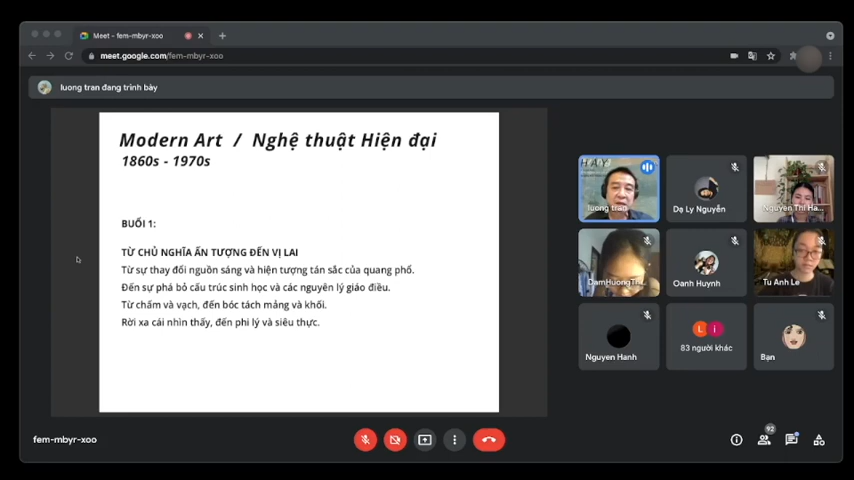 Meet - fem-mbyr-xoo
meet.google.com/fem-mbyr-xoo
luong tran đang trình bày
Modern Art / Nghệ thuật Hiện đại
1860s - 1970s
BUỔI 1:
TỪ CHỦ NGHĨA ẤN TƯỢNG ĐẾN VỊ LAI
Từ sự thay đổi nguồn sáng và hiện tượng tán sắc của quang phổ.
Đến sự phá bỏ cấu trúc sinh học và các nguyên lý giáo điều.
Từ chấm và vạch, đến bóc tách mảng và khối.
Rời xa cái nhìn thấy, đến phi lý và siêu thực.
luong tran
Dạ Ly Nguyễn
Nguyễn Thị Hà...
DamHuongTh...
Oanh Huynh
Tu Anh Le
Nguyen Hanh
L i
83 người khác
Bạn
fem-mbyr-xoo
92